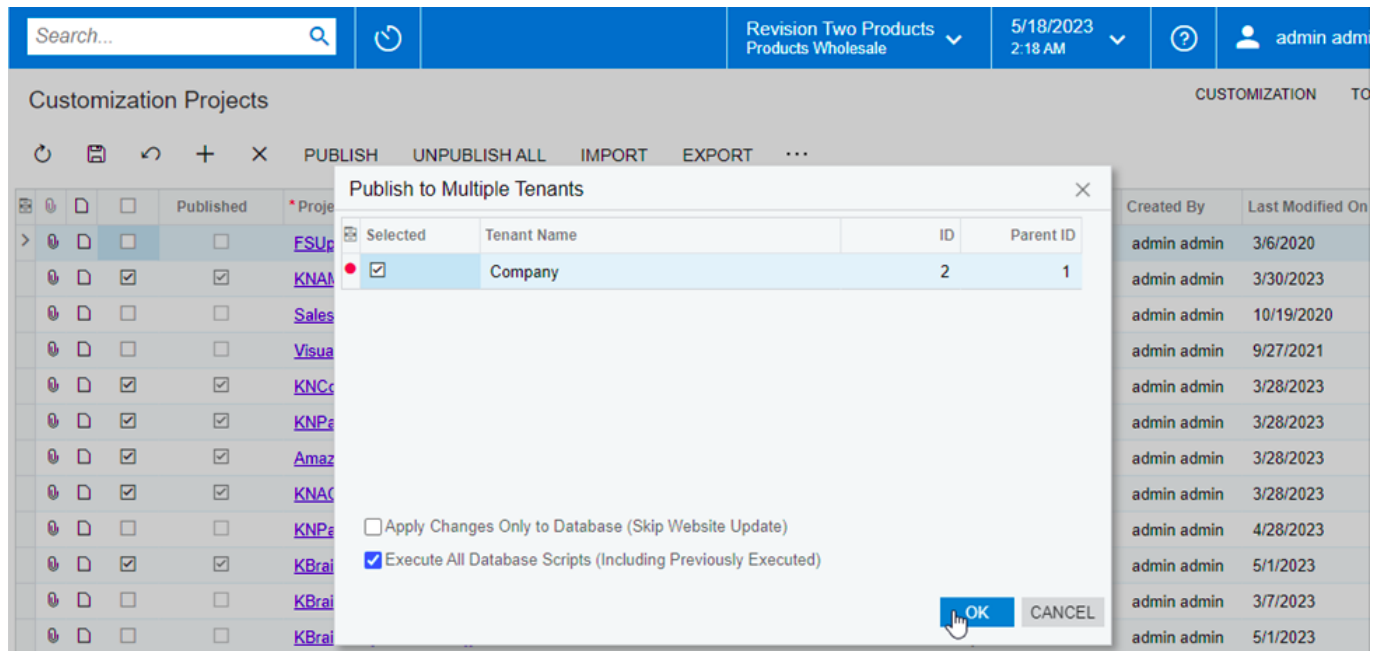 Search...
Revision Two Products
Products Wholesale
5/18/2023
2:18 AM
admin admi
Customization Projects
CUSTOMIZATION TO
PUBLISH UNPUBLISH ALL IMPORT EXPORT ...
Publish to Multiple Tenants
Published *Proje Created By Last Modified On
Selected Tenant Name ID Parent ID
FSUp admin admin 3/6/2020
Company 2 1
KNAM admin admin 3/30/2023
Sales admin admin 10/19/2020
Visua admin admin 9/27/2021
KNCo admin admin 3/28/2023
KNPa admin admin 3/28/2023
Amaz admin admin 3/28/2023
KNAC admin admin 3/28/2023
KNPa admin admin 4/28/2023
Apply Changes Only to Database (Skip Website Update)
KBrai admin admin 5/1/2023
Execute All Database Scripts (Including Previously Executed)
KBrai admin admin 3/7/2023
OK CANCEL
KBrai admin admin 5/1/2023